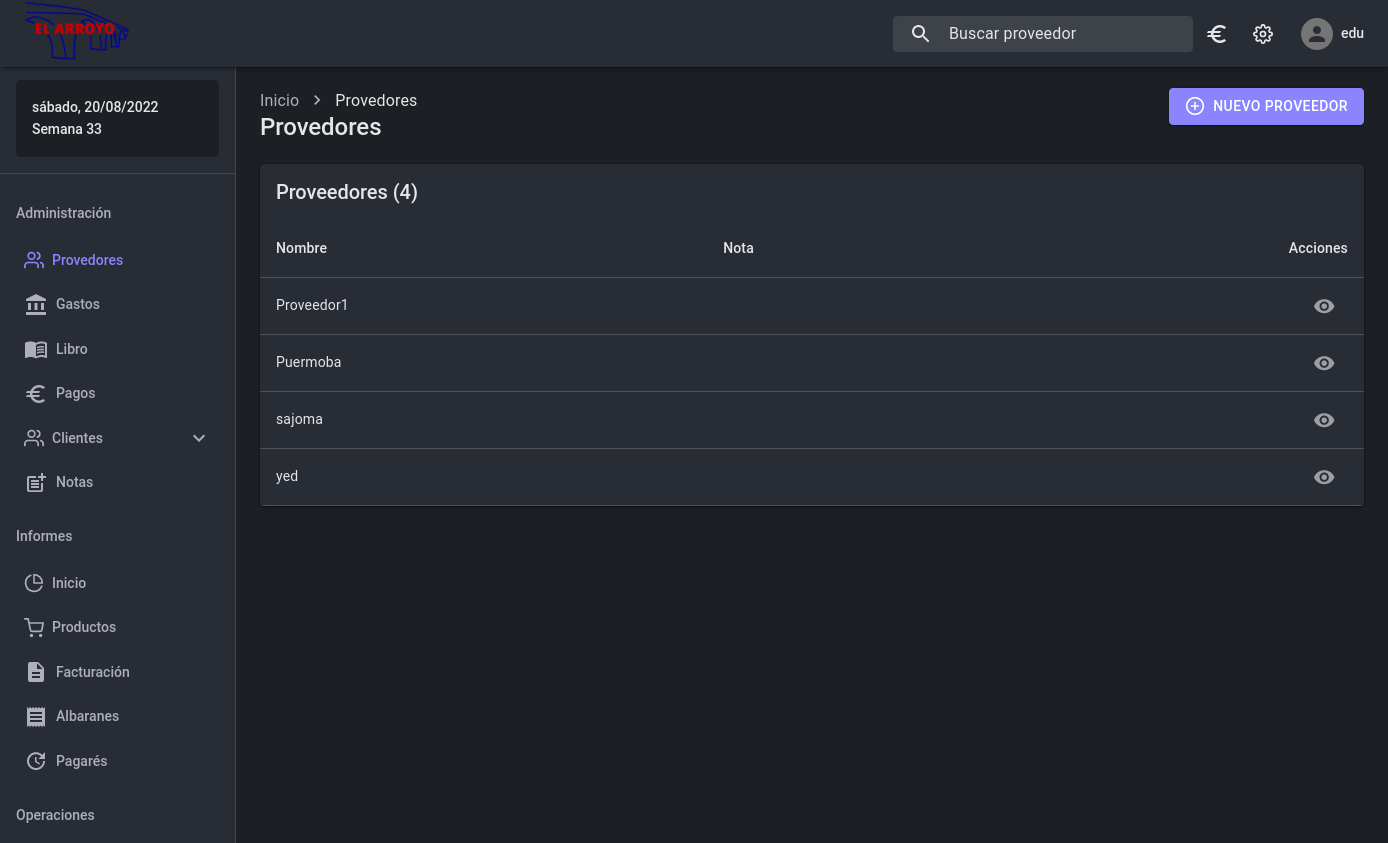 EL ARROYO
Buscar proveedor
edu
sábado, 20/08/2022
Semana 33
Administración
Provedores
Gastos
Libro
Pagos
Clientes
Notas
Informes
Inicio
Productos
Facturación
Albaranes
Pagarés
Operaciones
Inicio > Provedores
Provedores
NUEVO PROVEEDOR
Proveedores (4)
Nombre Nota Acciones
Proveedor1
Puermoba
sajoma
yed